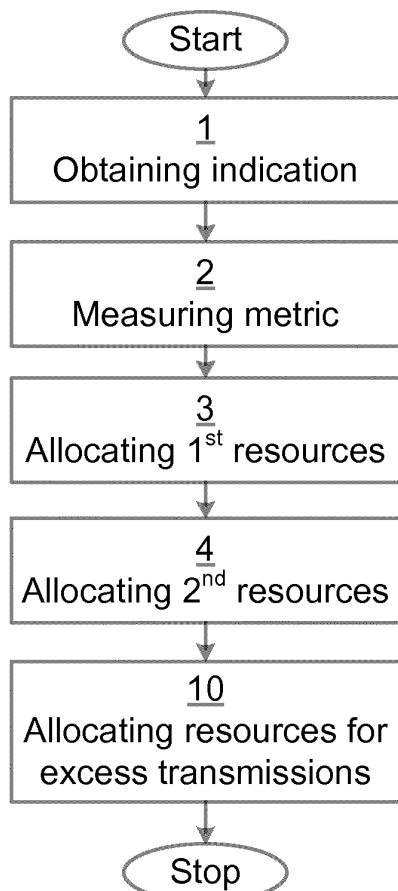 Start
1
Obtaining indication
2
Measuring metric
3
Allocating 1st resources
4
Allocating 2nd resources
10
Allocating resources for
excess transmissions
Stop